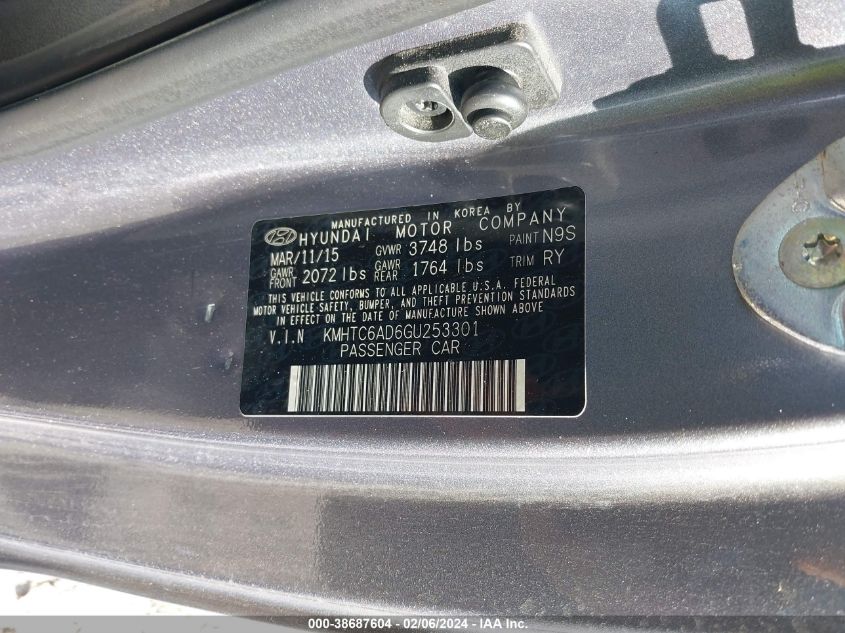 MANUFACTURED IN KOREA BY
HYUNDAI MOTOR COMPANY
MAR/11/15 GVWR 3748 lbs PAINT N9S
GAWR FRONT 2072 lbs GAWR REAR 1764 lbs TRIM RY
THIS VEHICLE CONFORMS TO ALL APPLICABLE U.S.A. FEDERAL
MOTOR VEHICLE SAFETY, BUMPER, AND THEFT PREVENTION STANDARDS
IN EFFECT ON THE DATE OF MANUFACTURE SHOWN ABOVE
V.I.N KMHTC6AD6GU253301
PASSENGER CAR
000-38687604 - 02/06/2024 - IAA Inc.